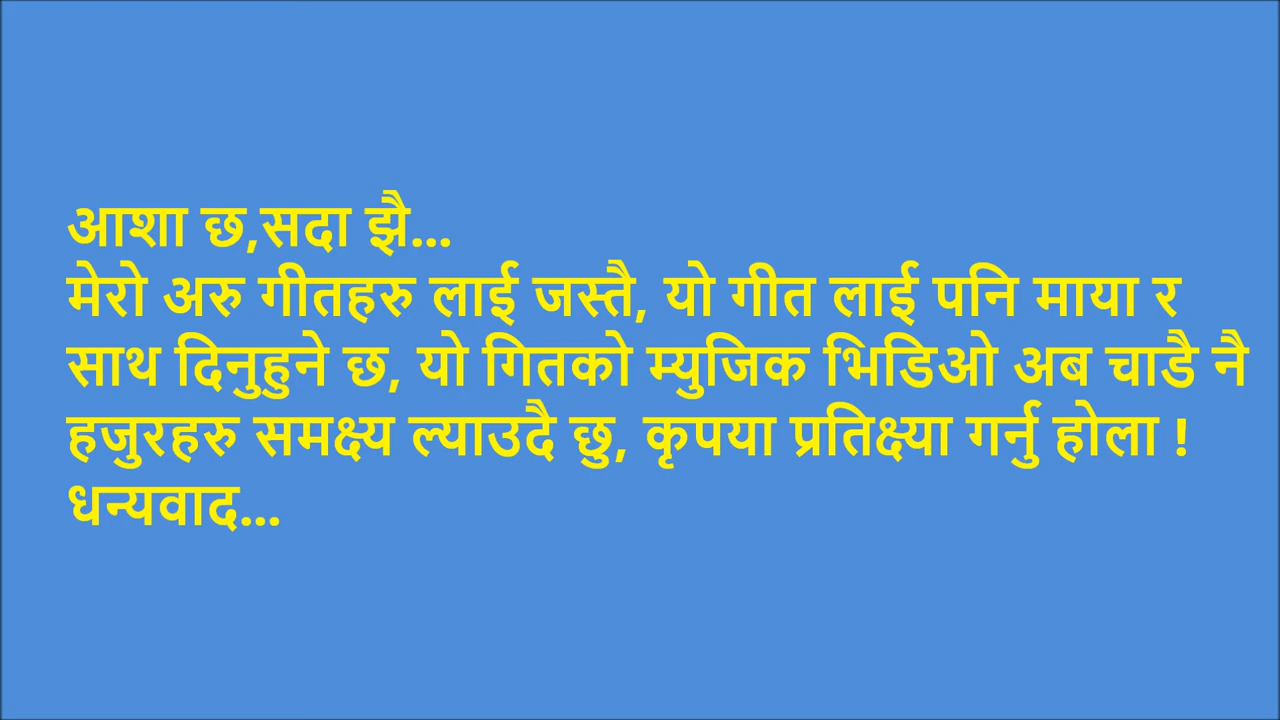 आशा छ,सदा झै...
मेरो अरु गीतहरु लाई जस्तै, यो गीत लाई पनि माया र
साथ दिनुहुने छ, यो गितको म्युजिक भिडिओ अब चाडै नै
हजुरहरु समक्ष्य ल्याउदै छु, कृपया प्रतिक्ष्या गर्नु होला !
धन्यवाद...